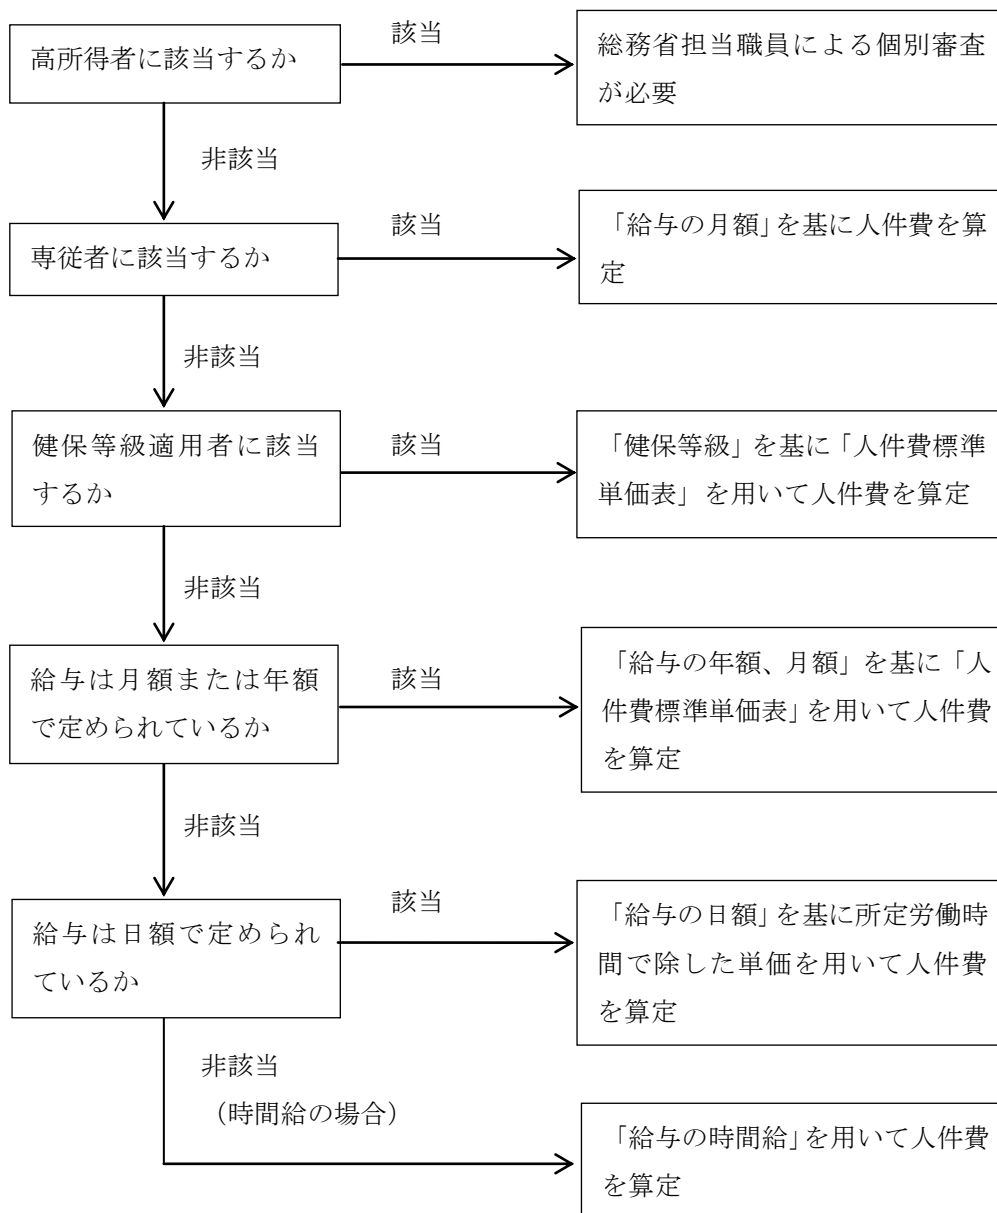 高所得者に該当するか
該当
総務省担当職員による個別審査
が必要
非該当
専従者に該当するか
該当
「給与の月額」を基に人件費を算
定
非該当
健保等級適用者に該当
するか
該当
「健保等級」を基に「人件費標準
単価表」を用いて人件費を算定
非該当
給与は月額または年額
で定められているか
該当
「給与の年額、月額」を基に「人
件費標準単価表」を用いて人件費
を算定
非該当
給与は日額で定められ
ているか
該当
「給与の日額」を基に所定労働時
間で除した単価を用いて人件費
を算定
非該当
（時間給の場合）
「給与の時間給」を用いて人件費
を算定